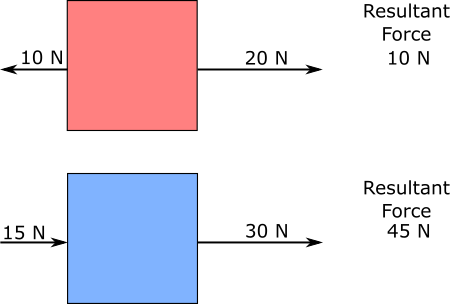 10 N
20 N
Resultant
Force
10 N
15 N
30 N
Resultant
Force
45 N